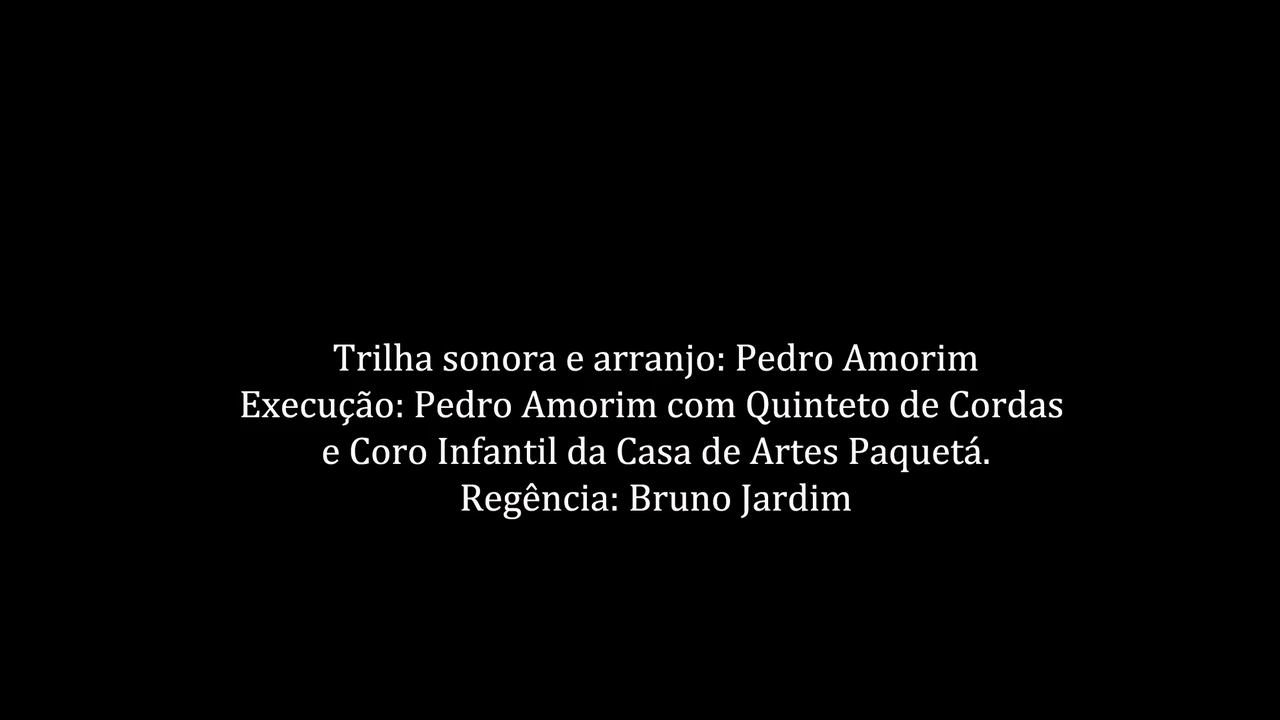 Trilha sonora e arranjo: Pedro Amorim
Execução: Pedro Amorim com Quinteto de Cordas
e Coro Infantil da Casa de Artes Paquetá.
Regência: Bruno Jardim